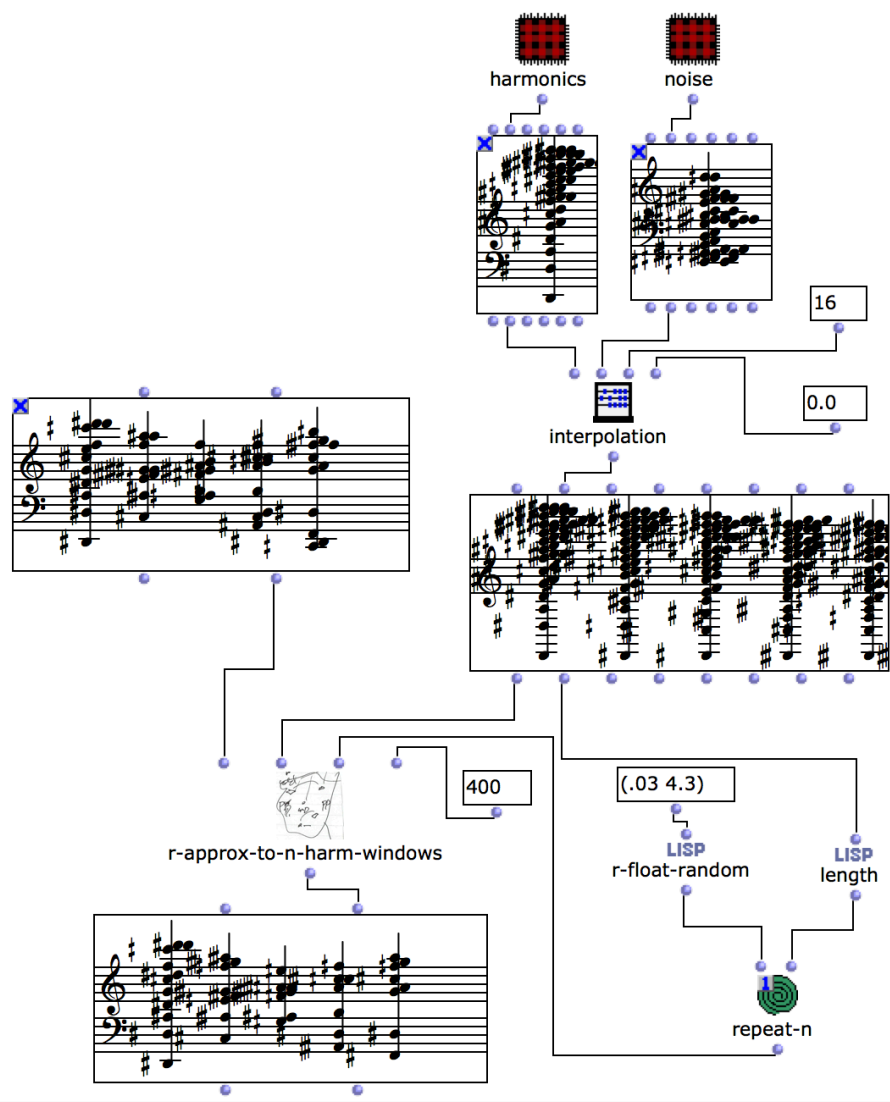 harmonics
noise
16
0.0
interpolation
400
(.03 4.3)
r-approx-to-n-harm-windows
LISP
r-float-random
LISP
length
1
repeat-n